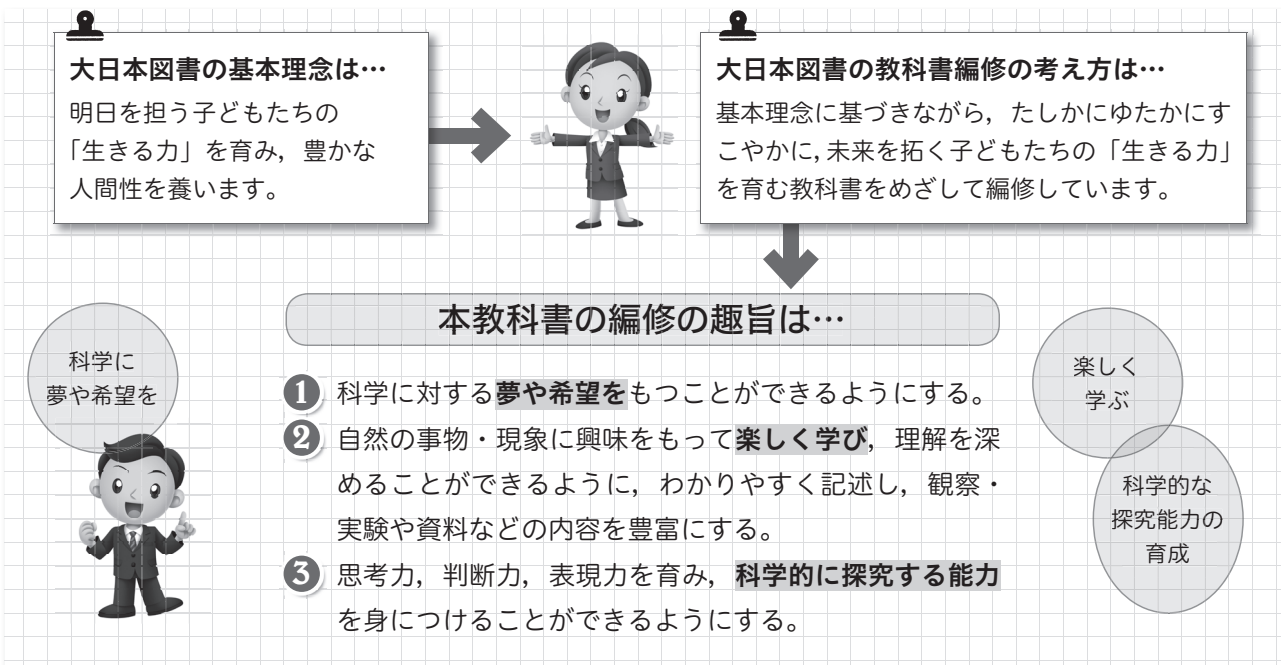 大日本図書の基本理念は…
明日を担う子どもたちの
「生きる力」を育み，豊かな
人間性を養います。
大日本図書の教科書編修の考え方は…
基本理念に基づきながら，たしかにゆたかにす
こやかに，未来を拓く子どもたちの「生きる力」
を育む教科書をめざして編修しています。
本教科書の編修の趣旨は…
科学に
夢や希望を
1 科学に対する夢や希望をもつことができるようにする。
2 自然の事物・現象に興味をもって楽しく学び，理解を深
めることができるように，わかりやすく記述し，観察・
実験や資料などの内容を豊富にする。
3 思考力，判断力，表現力を育み，科学的に探究する能力
を身につけることができるようにする。
楽しく
学ぶ
科学的な
探究能力の
育成